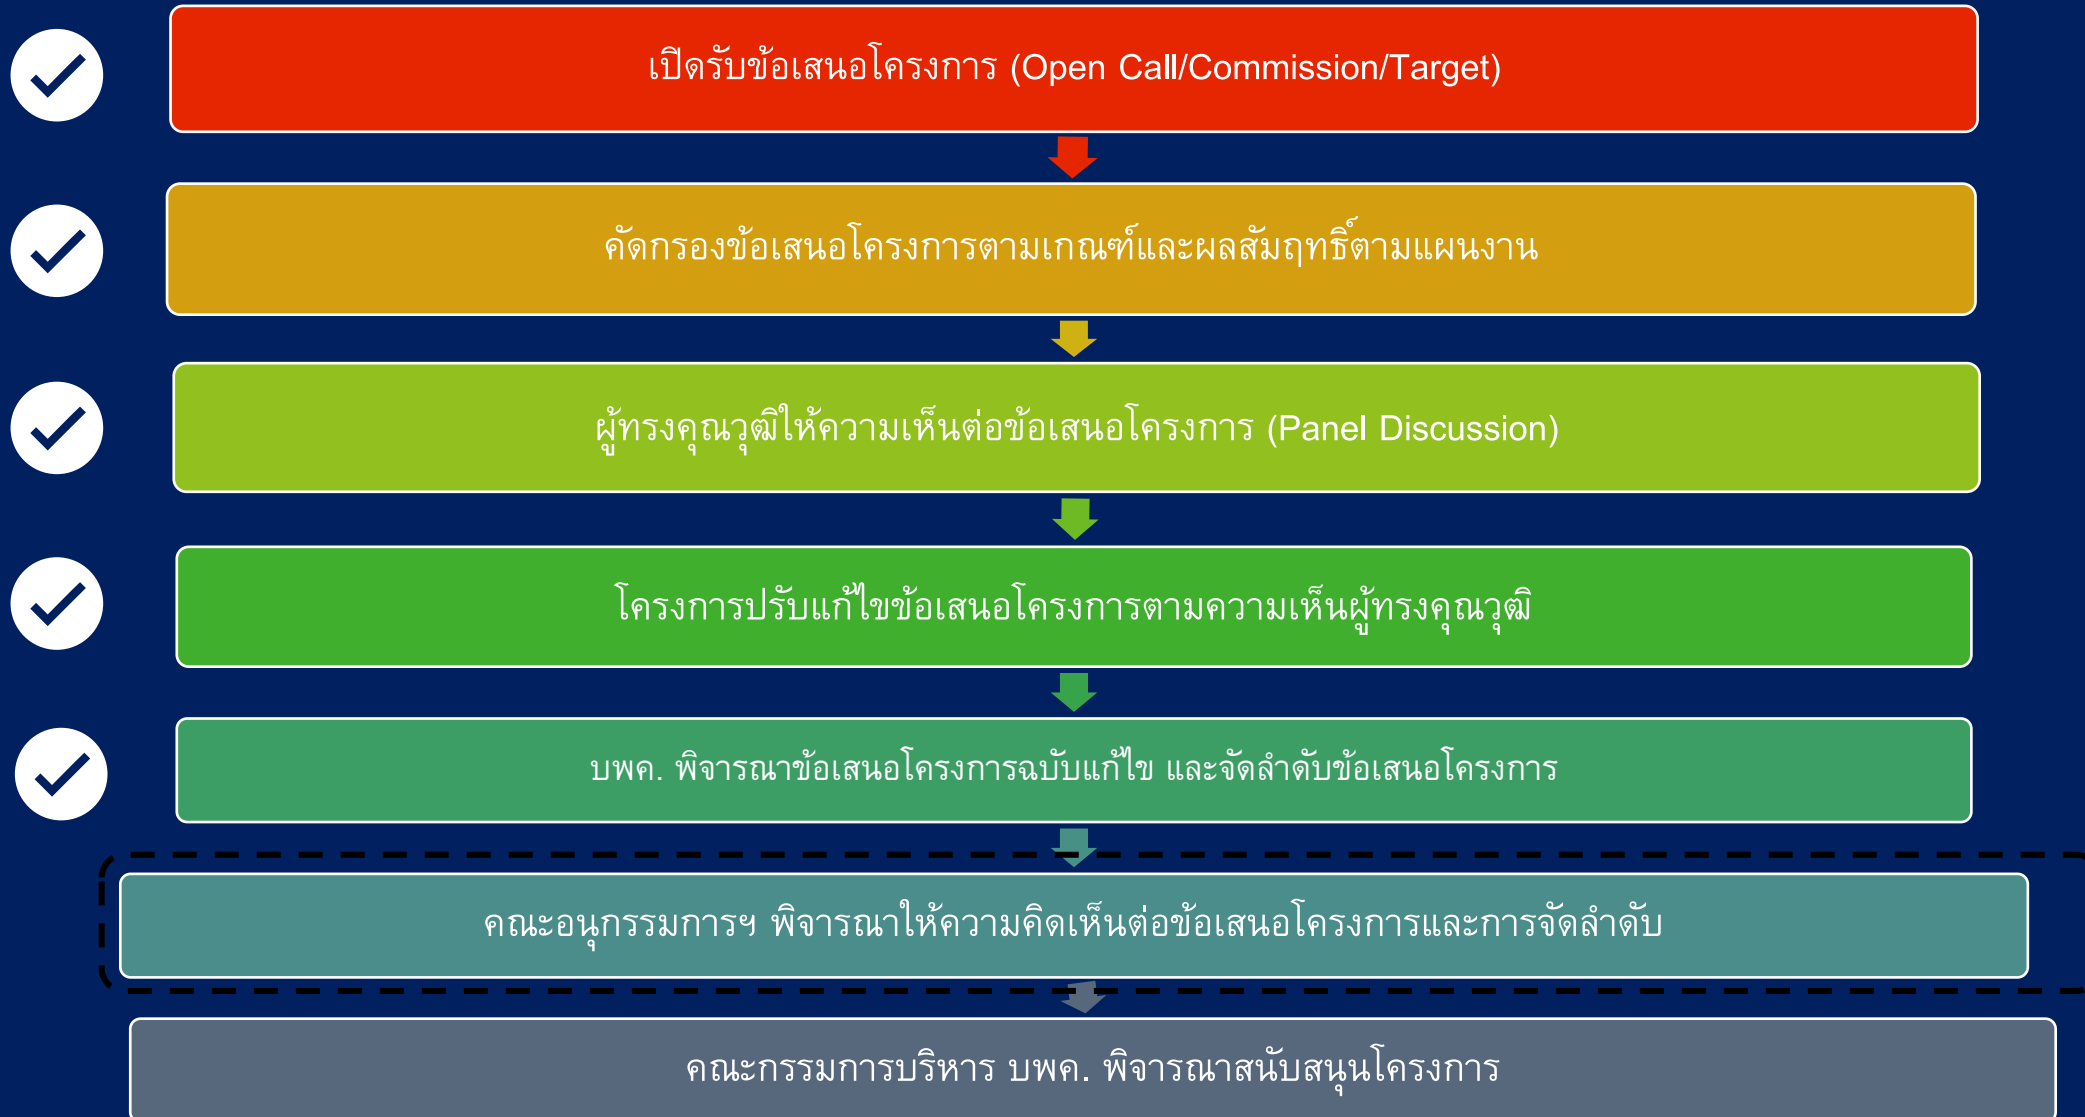 เปิดรับข้อเสนอโครงการ (Open Call/Commission/Target)
คัดกรองข้อเสนอโครงการตามเกณฑ์และผลสัมฤทธิ์ตามแผนงาน
ผู้ทรงคุณวุฒิให้ความเห็นต่อข้อเสนอโครงการ (Panel Discussion)
โครงการปรับแก้ไขข้อเสนอโครงการตามความเห็นผู้ทรงคุณวุฒิ
บพค. พิจารณาข้อเสนอโครงการฉบับแก้ไข และจัดลำดับข้อเสนอโครงการ
คณะอนุกรรมการฯ พิจารณาให้ความคิดเห็นต่อข้อเสนอโครงการและการจัดลำดับ
คณะกรรมการบริหาร บพค. พิจารณาสนับสนุนโครงการ